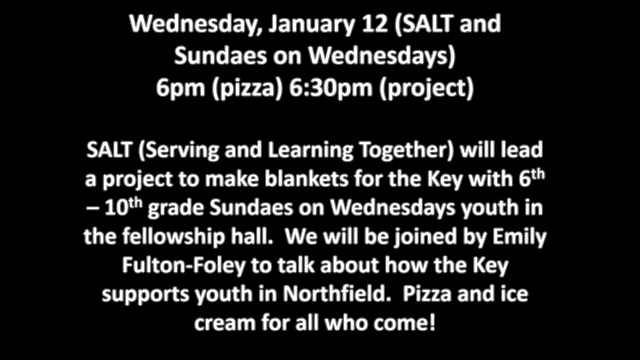 Wednesday, January 12 (SALT and
Sundaes on Wednesdays)
6pm (pizza) 6:30pm (project)
SALT (Serving and Learning Together) will lead
a project to make blankets for the Key with 6th
– 10th grade Sundaes on Wednesdays youth in
the fellowship hall.  We will be joined by Emily
Fulton-Foley to talk about how the Key
supports youth in Northfield.  Pizza and ice
cream for all who come!